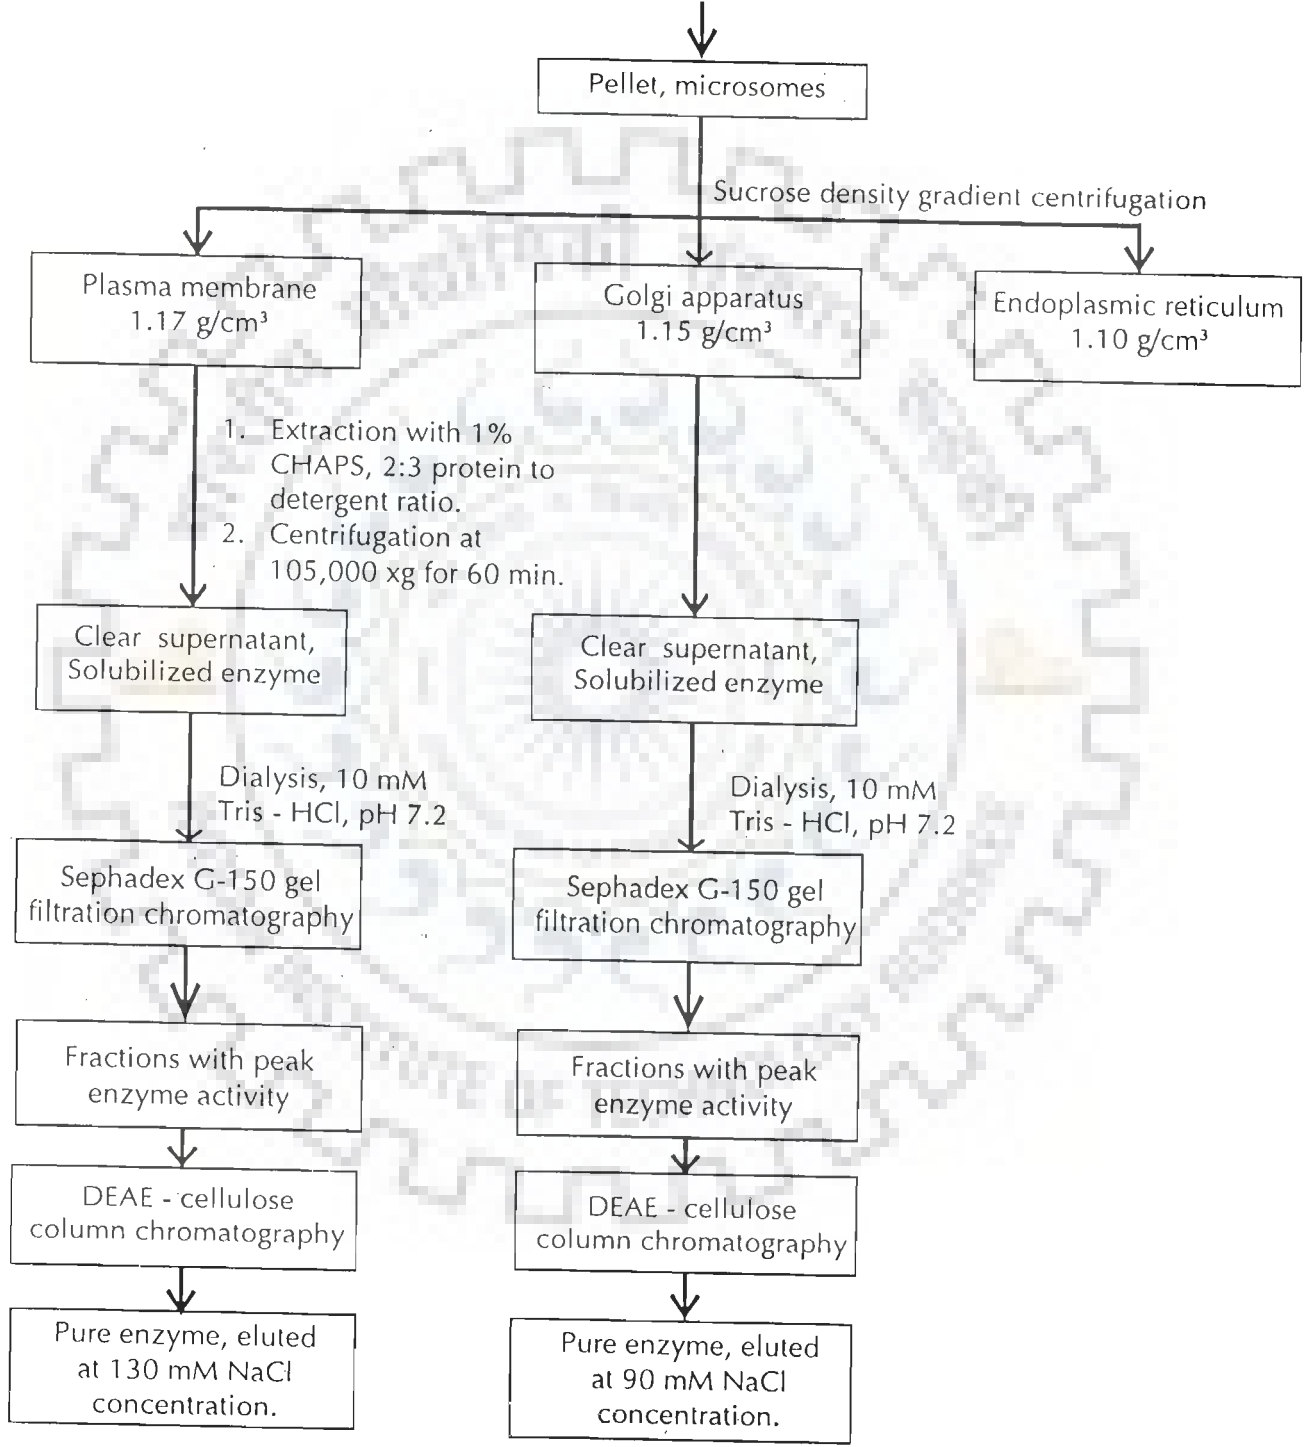 Pellet, microsomes
Sucrose density gradient centrifugation
Plasma membrane
1.17 g/cm³
Golgi apparatus
1.15 g/cm³
Endoplasmic reticulum
1.10 g/cm³
1. Extraction with 1%
CHAPS, 2:3 protein to
detergent ratio.
2. Centrifugation at
105,000 xg for 60 min.
Clear supernatant,
Solubilized enzyme
Clear supernatant,
Solubilized enzyme
Dialysis, 10 mM
Tris - HCl, pH 7.2
Dialysis, 10 mM
Tris - HCl, pH 7.2
Sephadex G-150 gel
filtration chromatography
Sephadex G-150 gel
filtration chromatography
Fractions with peak
enzyme activity
Fractions with peak
enzyme activity
DEAE - cellulose
column chromatography
DEAE - cellulose
column chromatography
Pure enzyme, eluted
at 130 mM NaCl
concentration.
Pure enzyme, eluted
at 90 mM NaCl
concentration.